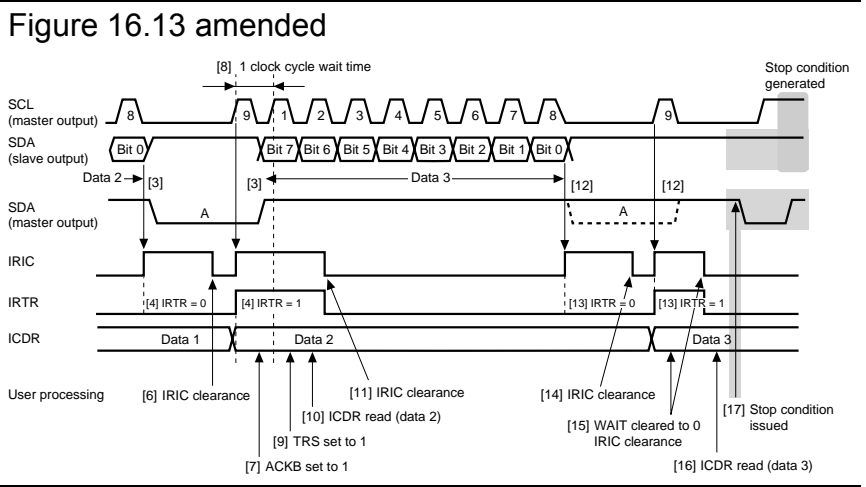 Figure 16.13 amended
[8] 1 clock cycle wait time
Stop condition
generated
SCL
(master output)
8 9 1 2 3 4 5 6 7 8 9
SDA
(slave output)
Bit 0 Bit 7 Bit 6 Bit 5 Bit 4 Bit 3 Bit 2 Bit 1 Bit 0
Data 2 [3] [3] Data 3 [12] [12]
SDA
(master output)
A A
IRIC
IRTR
[4] IRTR = 0 [4] IRTR = 1 [13] IRTR = 0 [13] IRTR = 1
ICDR
Data 1 Data 2 Data 3
User processing
[6] IRIC clearance
[11] IRIC clearance
[14] IRIC clearance
[10] ICDR read (data 2)
[9] TRS set to 1
[7] ACKB set to 1
[15] WAIT cleared to 0
IRIC clearance
[17] Stop condition
issued
[16] ICDR read (data 3)